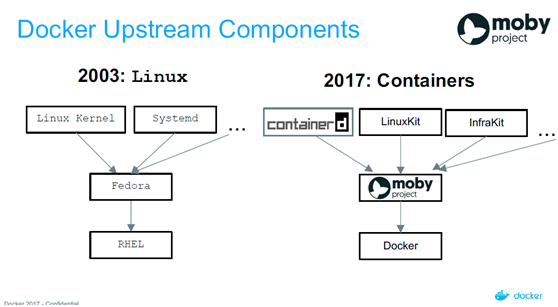 Docker Upstream Components
moby
project
2003: Linux
2017: Containers
Linux Kernel
Systemd
...
containerd
LinuxKit
InfraKit
...
Fedora
moby
project
RHEL
Docker
Docker 2017 - Confidential
docker